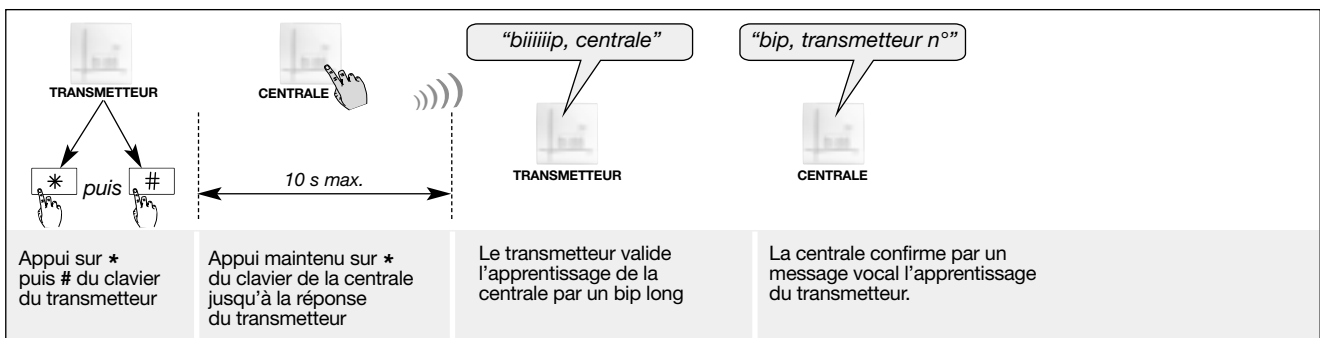 “biiiiiip, centrale”
“bip, transmetteur n°”
TRANSMETTEUR
CENTRALE
* puis #
10 s max.
TRANSMETTEUR
CENTRALE
Appui sur *
puis # du clavier
du transmetteur
Appui maintenu sur *
du clavier de la centrale
jusqu’à la réponse
du transmetteur
Le transmetteur valide
l’apprentissage de la
centrale par un bip long
La centrale confirme par un
message vocal l’apprentissage
du transmetteur.